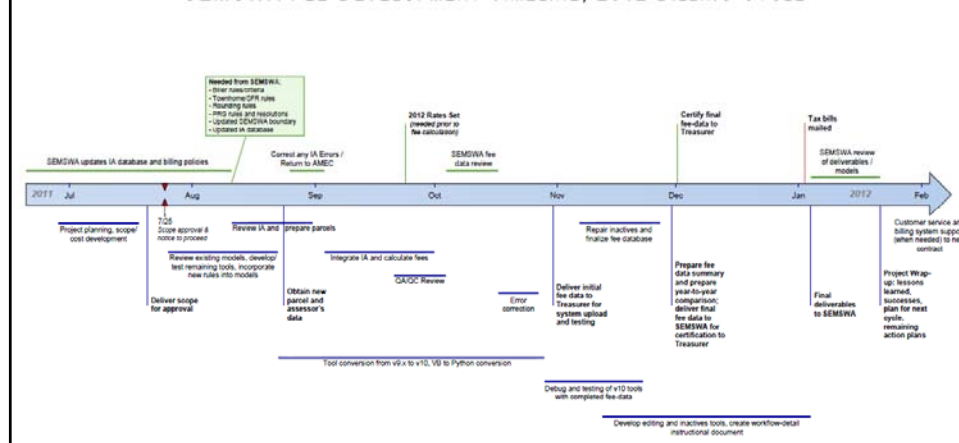 SEMSWA FEE DEVELOPMENT TIMELINE, 2012 BILLING CYCLE
Needed from SEMSWA:
- Biller rules/criteria
- Townhome/SFR rules
- Rounding rules
- PRG rules and resolutions
- Updated SEMSWA boundary
- Updated IA database
SEMSWA updates IA database and billing policies
Correct any IA Errors /
Return to AMEC
2012 Rates Set
(needed prior to
fee calculation)
SEMSWA fee
data review
Certify final
fee-data to
Treasurer
Tax bills
mailed
SEMSWA review
of deliverables /
models
2011
Jul
Aug
Sep
Oct
Nov
Dec
Jan
2012
Feb
Project planning, scope/
cost development
7/25
Scope approval &
notice to proceed
Deliver scope
for approval
Review IA and prepare parcels
Review existing models, develop/
test remaining tools, incorporate
new rules into models
Obtain new
parcel and
assessor's
data
Integrate IA and calculate fees
QA/QC Review
Error
correction
Deliver initial
fee data to
Treasurer for
system upload
and testing
Repair inactives and
finalize fee database
Prepare fee
data summary
and prepare
year-to-year
comparison;
deliver final
fee data to
SEMSWA for
certification to
Treasurer
Final
deliverables
to SEMSWA
Customer service an
billing system suppo
(when needed) to ne
contract
Project Wrap-
up: lessons
learned,
successes,
plan for next
cycle,
remaining
action plans
Tool conversion from v9.x to v10, VB to Python conversion
Debug and testing of v10 tools
with completed fee-data
Develop editing and inactives tools, create workflow-detail
instructional document